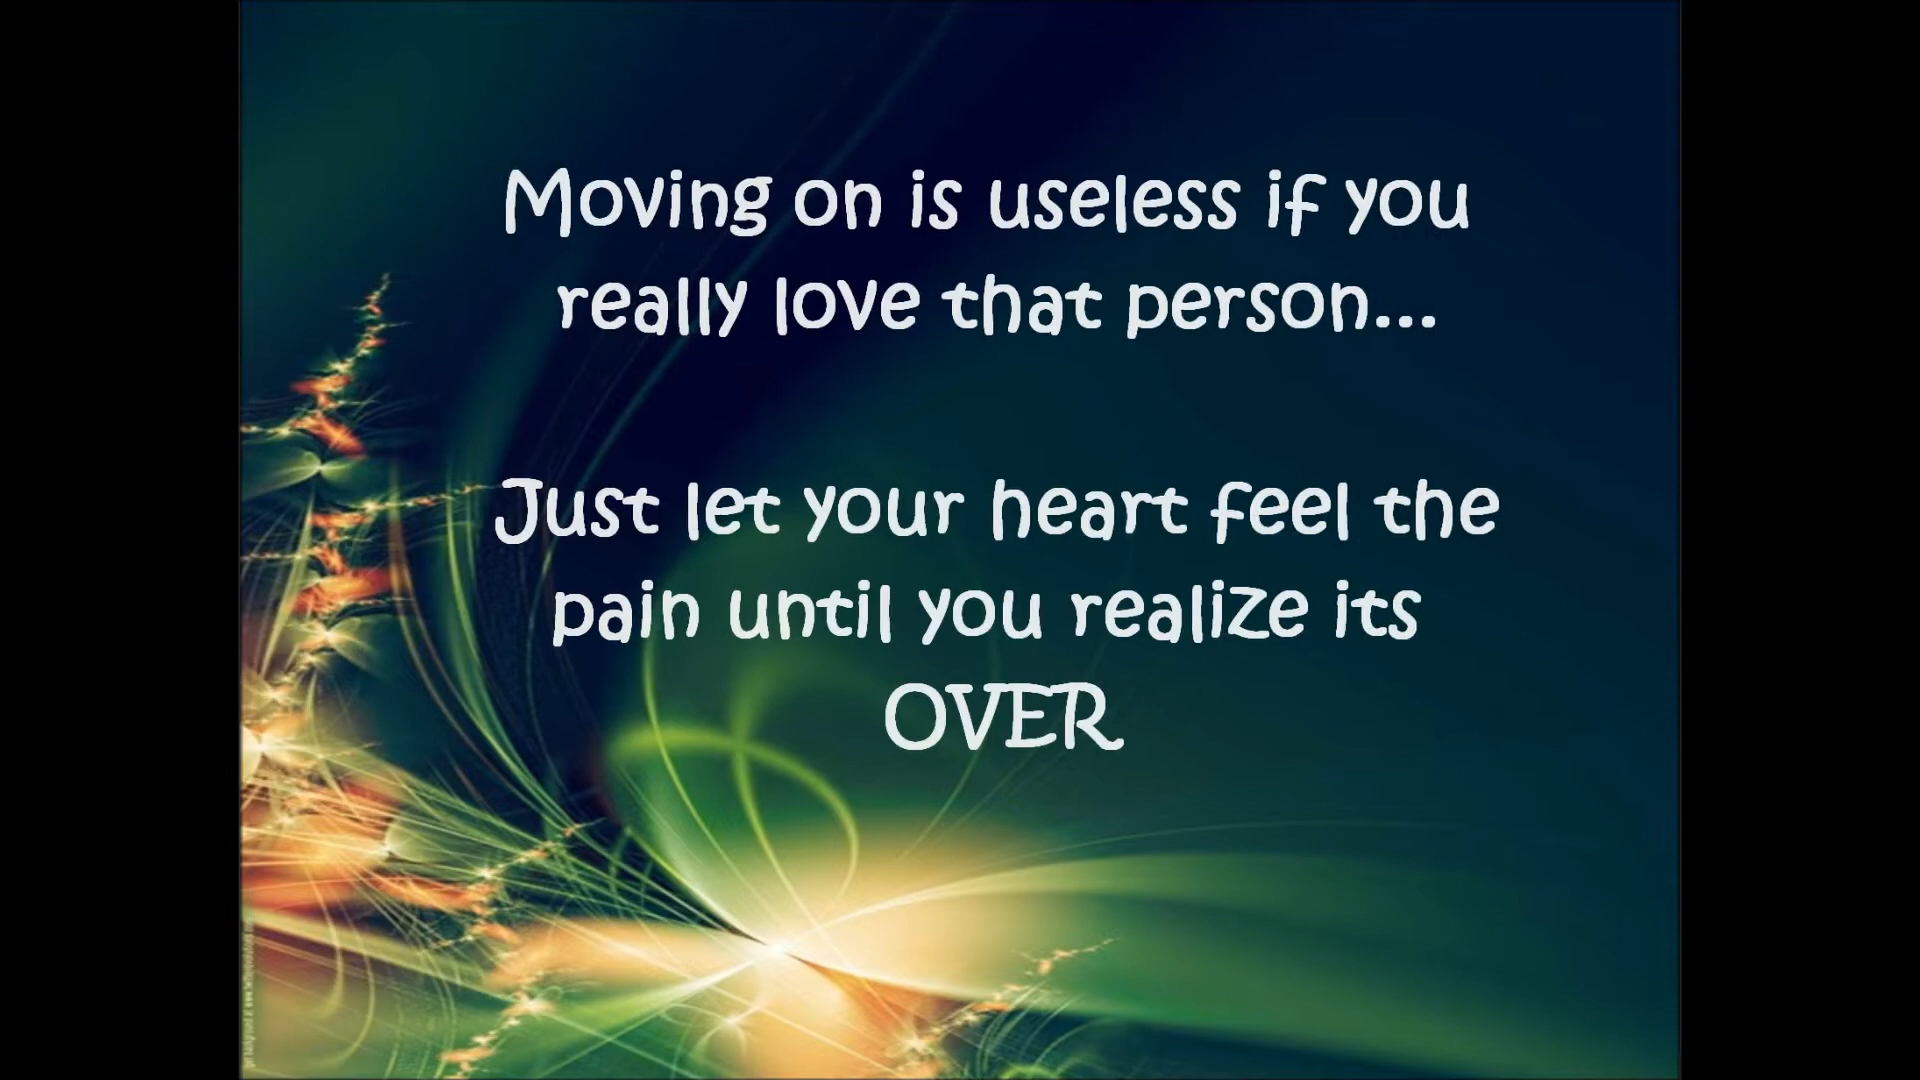 Moving on is useless if you
really love that person...
Just let your heart feel the
pain until you realize its
OVER